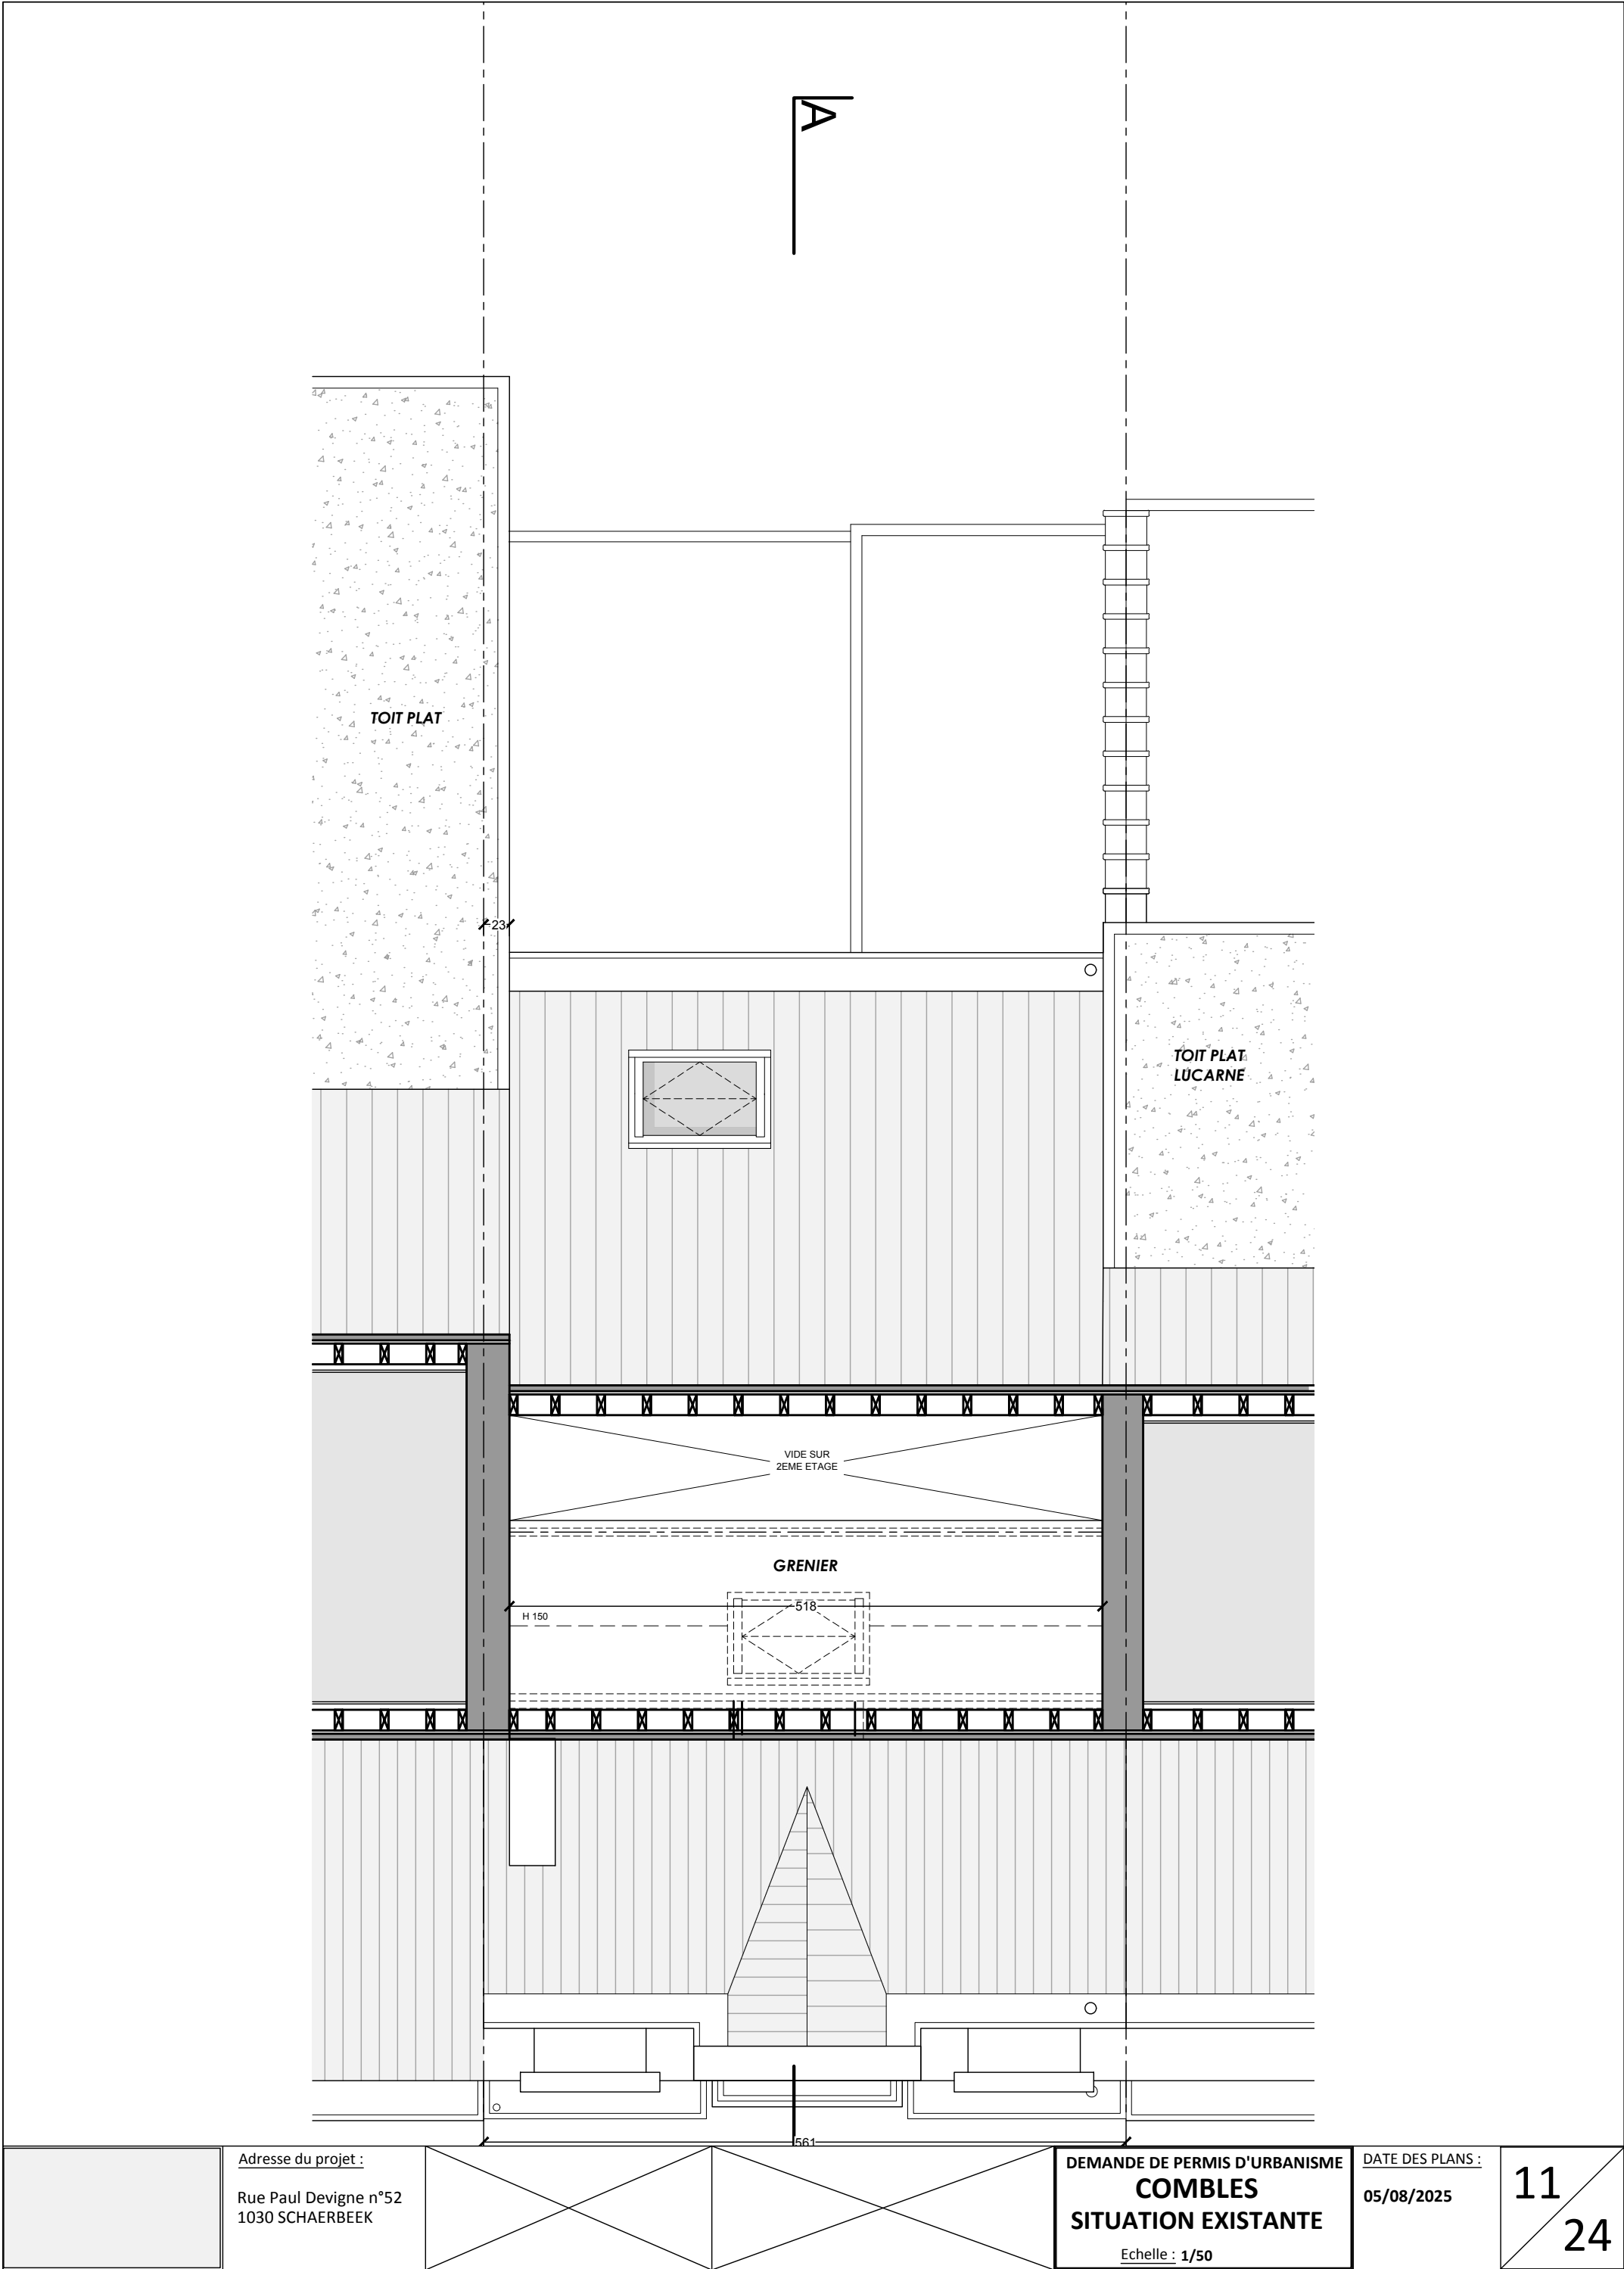 A
TOIT PLAT
23
TOIT PLAT
LUCARNE
VIDE SUR
2EME ETAGE
GRENIER
518
H 150
561
Adresse du projet :
Rue Paul Devigne n°52
1030 SCHAERBEEK
DEMANDE DE PERMIS D'URBANISME
COMBLES
SITUATION EXISTANTE
Echelle : 1/50
DATE DES PLANS :
05/08/2025
11
24